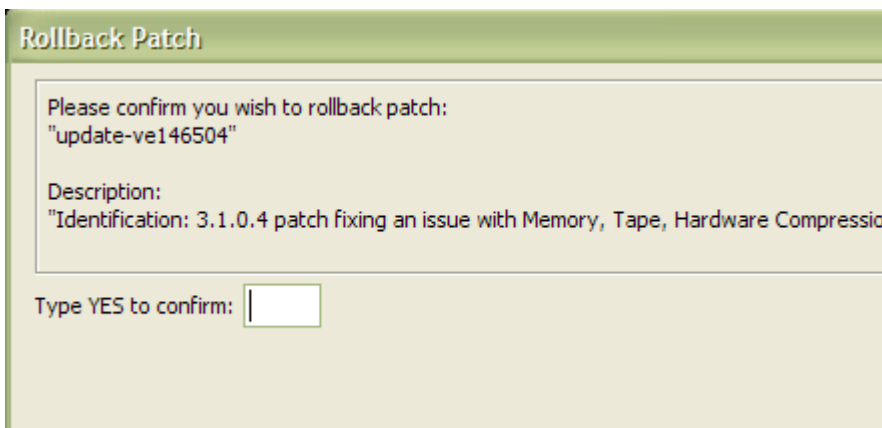 Rollback Patch
Please confirm you wish to rollback patch:
"update-ve146504"
Description:
"Identification: 3.1.0.4 patch fixing an issue with Memory, Tape, Hardware Compressio
Type YES to confirm: